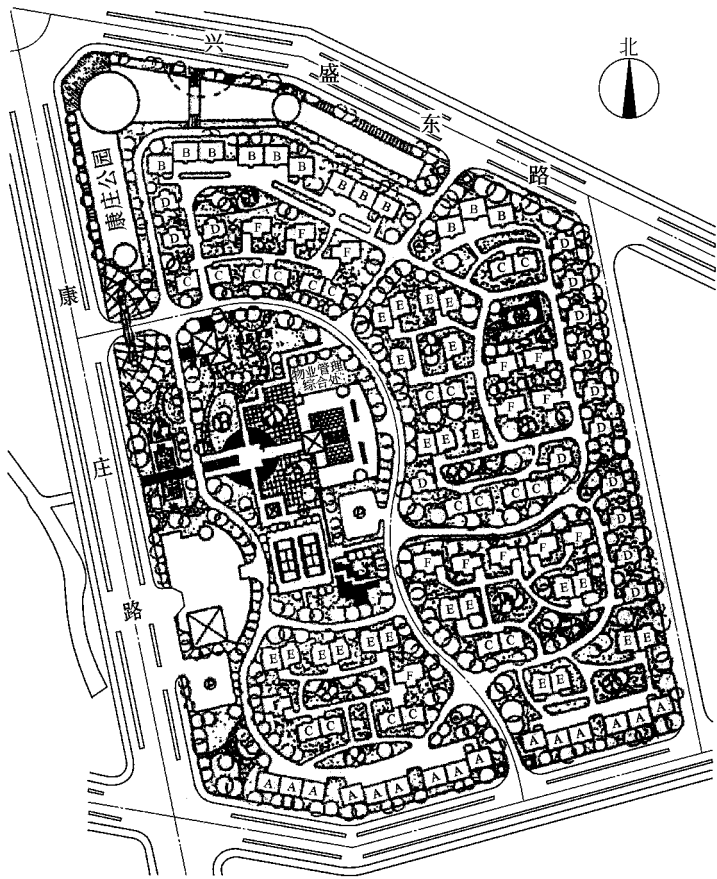 北
兴盛东路
康庄公园
康庄路
物业管理
综合处
B B B B B B
B B B
B B B
D D F F F
D C C C C C C
D
C C
D
E E E E
D
E E
F F
D
C C
F F
D
E E E E
D
D C C C C
D
F F F F
D
E E
D
E E
C C
E E
E E E E E E
F
E E
C C C C
A A A A A A A A
A A A A A